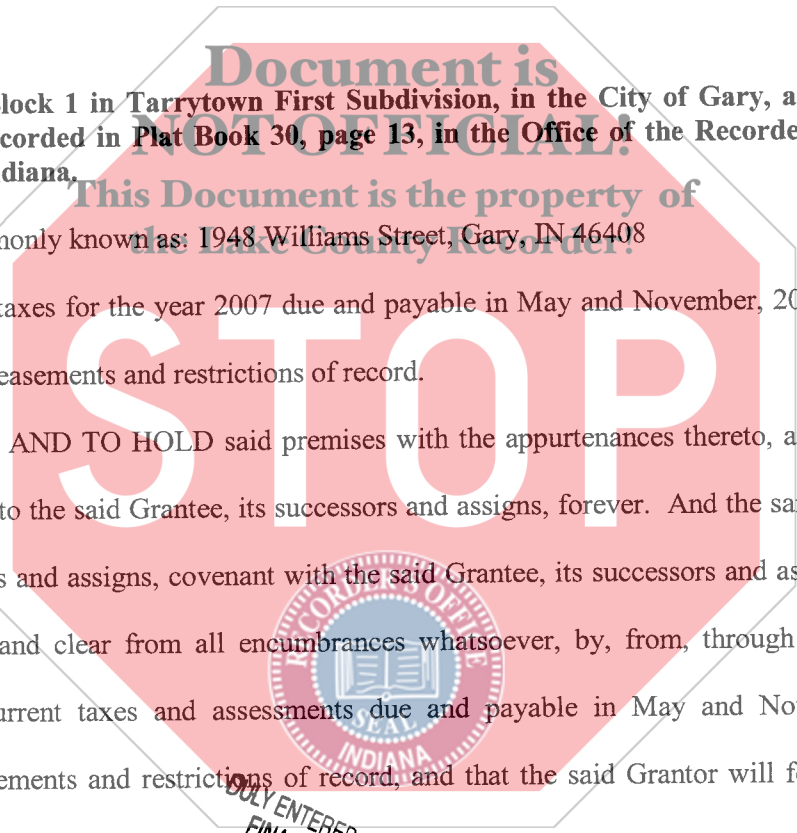 Document is
lock 1 in Tarrytown First Subdivision, in the City of Gary, a
NOT OFFICIAL!
corded in Plat Book 30, page 13, in the Office of the Recorde
diana.
This Document is the property of
the Lake County Recorder!
monly known as: 1948 Williams Street, Gary, IN 46408
taxes for the year 2007 due and payable in May and November, 20
easements and restrictions of record.
STOP
AND TO HOLD said premises with the appurtenances thereto, a
to the said Grantee, its successors and assigns, forever. And the sa
s and assigns, covenant with the said Grantee, its successors and as
and clear from all encumbrances whatsoever, by, from, through
urrent taxes and assessments due and payable in May and No
ements and restrictions of record, and that the said Grantor will f
RECORDER'S OFFICE
SEAL
INDIANA
DULY ENTERED
FINA